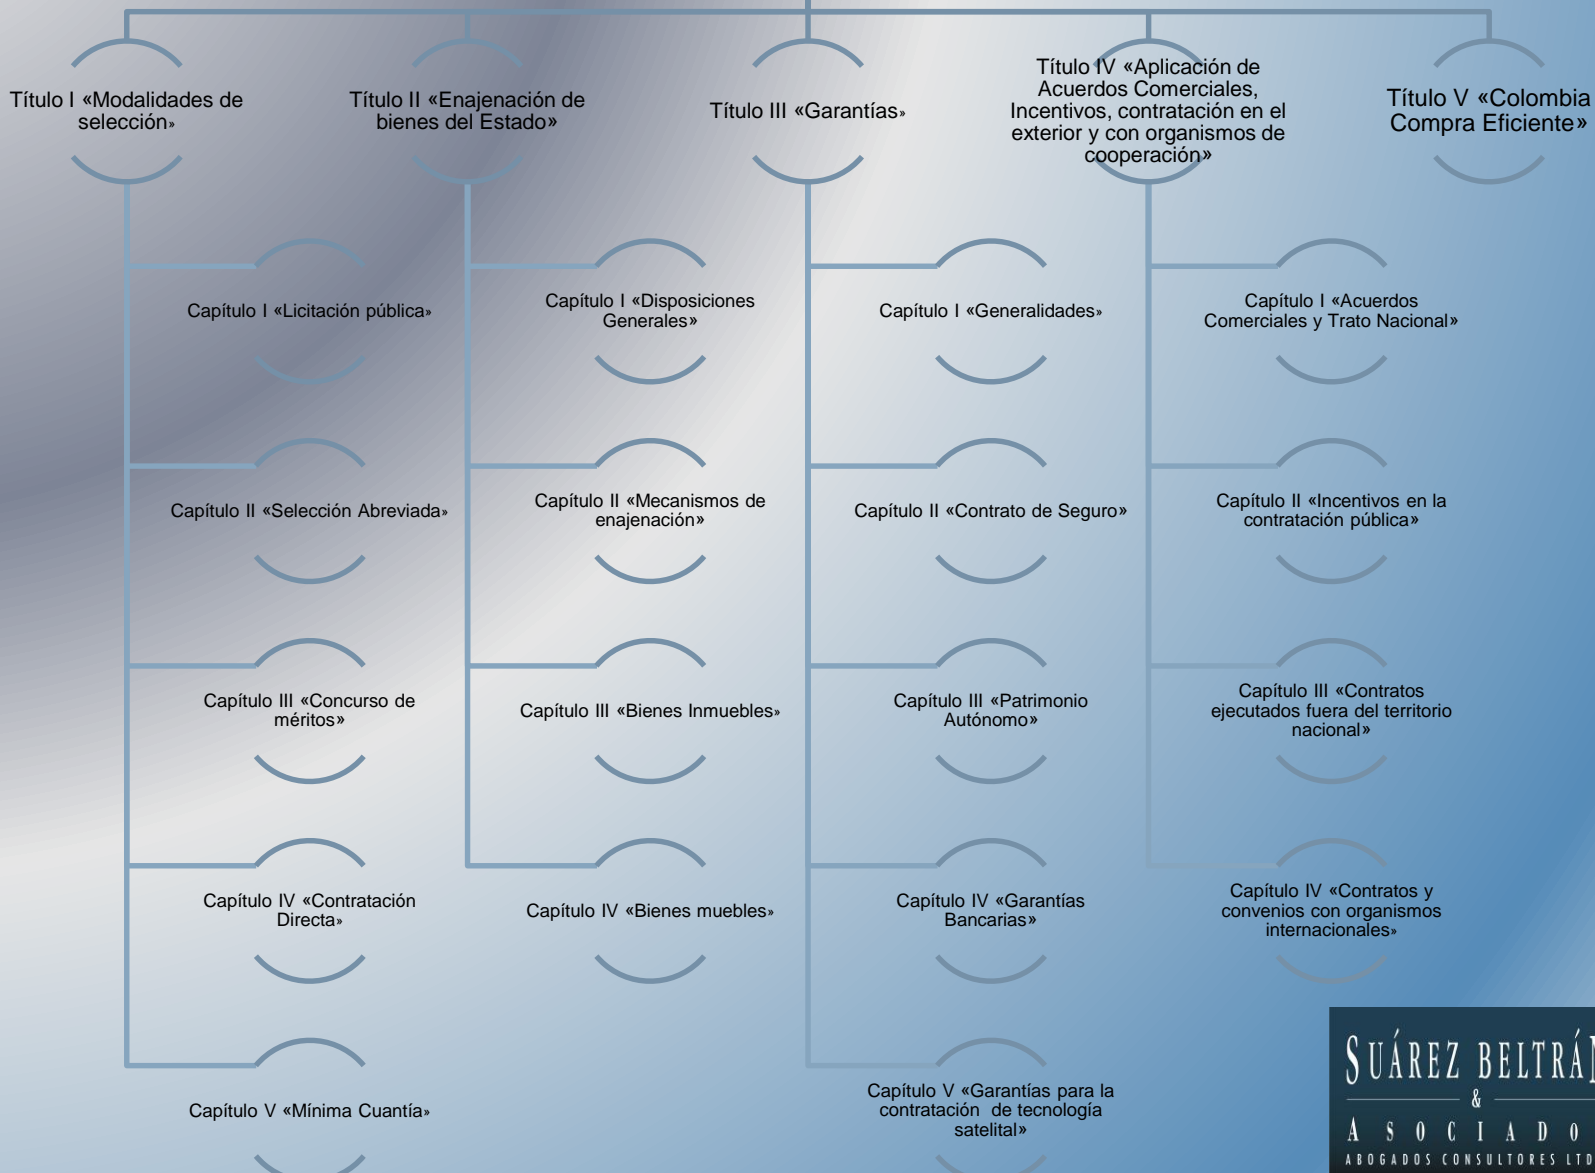 Título I «Modalidades de
selección»
Capítulo I «Licitación pública»
Capítulo II «Selección Abreviada»
Capítulo III «Concurso de
méritos»
Capítulo IV «Contratación
Directa»
Capítulo V «Mínima Cuantía»
Título II «Enajenación de
bienes del Estado»
Capítulo I «Disposiciones
Generales»
Capítulo II «Mecanismos de
enajenación»
Capítulo III «Bienes Inmuebles»
Capítulo IV «Bienes muebles»
Título III «Garantías»
Capítulo I «Generalidades»
Capítulo II «Contrato de Seguro»
Capítulo III «Patrimonio
Autónomo»
Capítulo IV «Garantías
Bancarias»
Capítulo V «Garantías para la
contratación de tecnología
satelital»
Título IV «Aplicación de
Acuerdos Comerciales,
Incentivos, contratación en el
exterior y con organismos de
cooperación»
Capítulo I «Acuerdos
Comerciales y Trato Nacional»
Capítulo II «Incentivos en la
contratación pública»
Capítulo III «Contratos
ejecutados fuera del territorio
nacional»
Capítulo IV «Contratos y
convenios con organismos
internacionales»
Título V «Colombia
Compra Eficiente»
SUÁREZ BELTRÁN
&
ASOCIADO
ABOGADOS CONSULTORES LTD